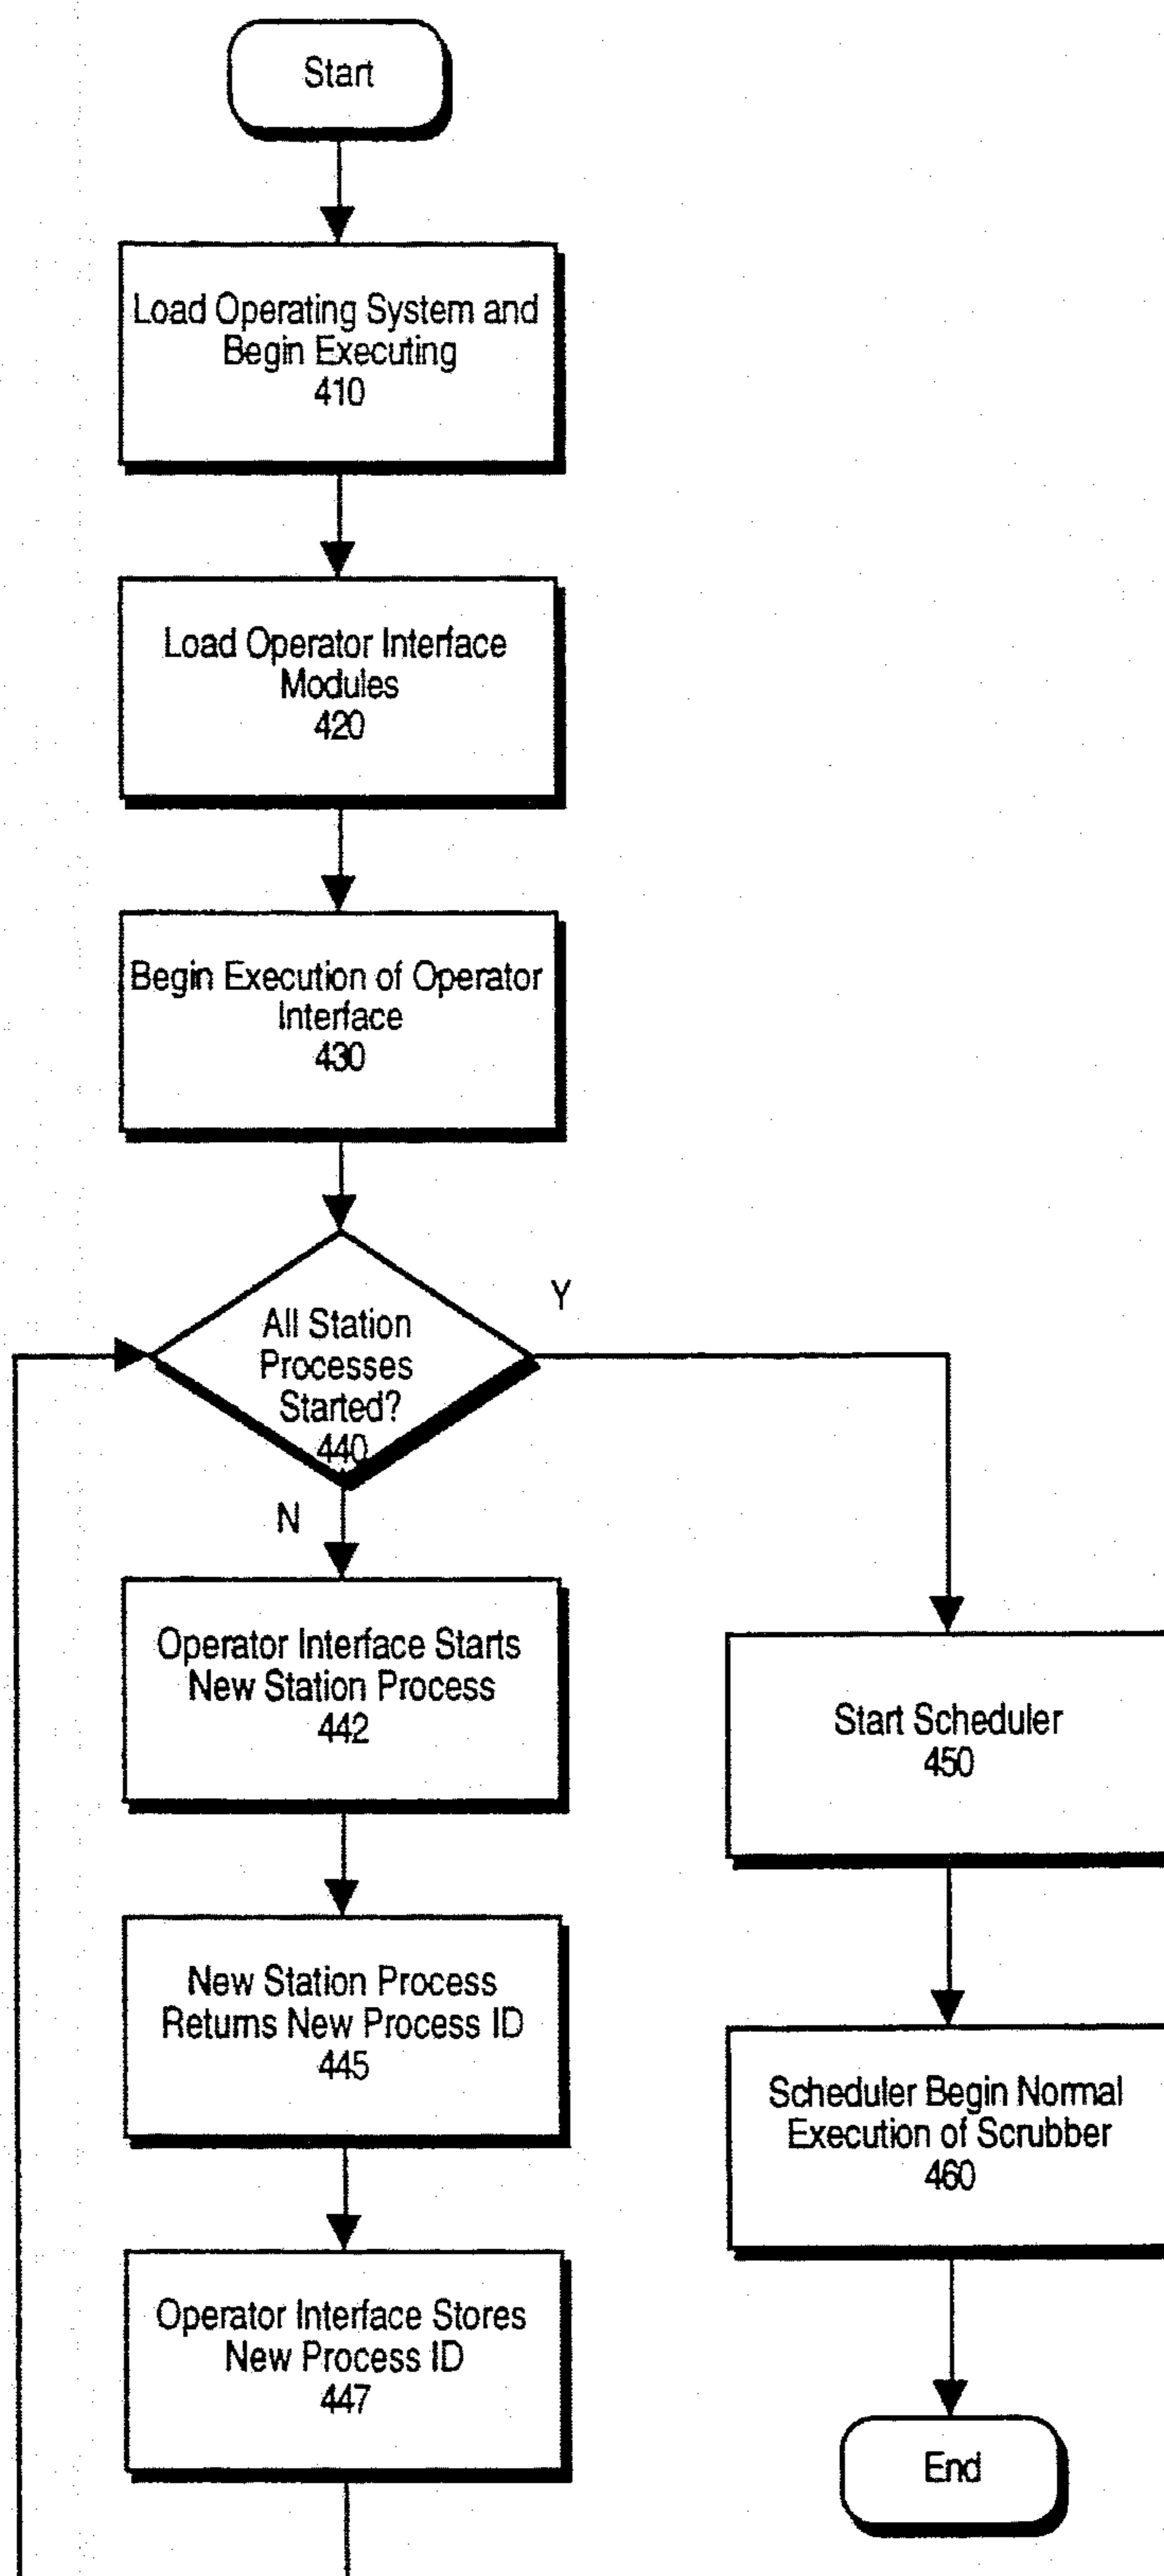 Start
Load Operating System and
Begin Executing
410
Load Operator Interface
Modules
420
Begin Execution of Operator
Interface
430
All Station
Processes
Started?
440
Y
N
Operator Interface Starts
New Station Process
442
New Station Process
Returns New Process ID
445
Operator Interface Stores
New Process ID
447
Start Scheduler
450
Scheduler Begin Normal
Execution of Scrubber
460
End